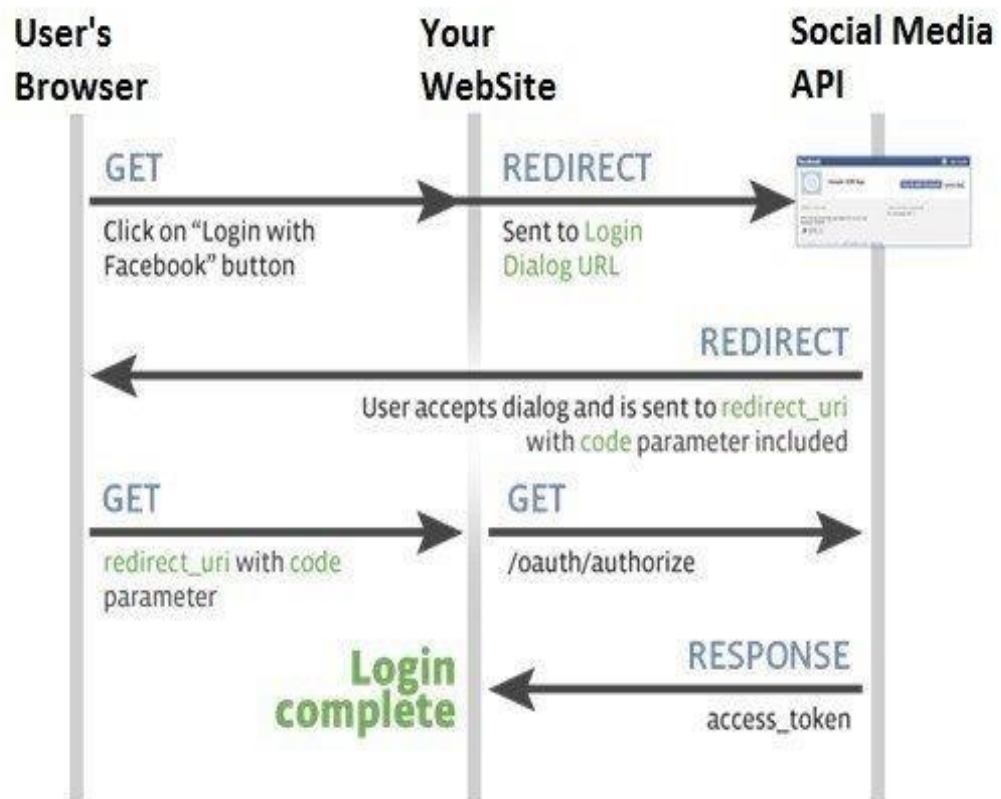 User's
Browser
Your
WebSite
Social Media
API
GET
Click on “Login with
Facebook” button
REDIRECT
Sent to Login
Dialog URL
REDIRECT
User accepts dialog and is sent to redirect_uri
with code parameter included
GET
redirect_uri with code
parameter
GET
/oauth/authorize
Login
complete
RESPONSE
access_token